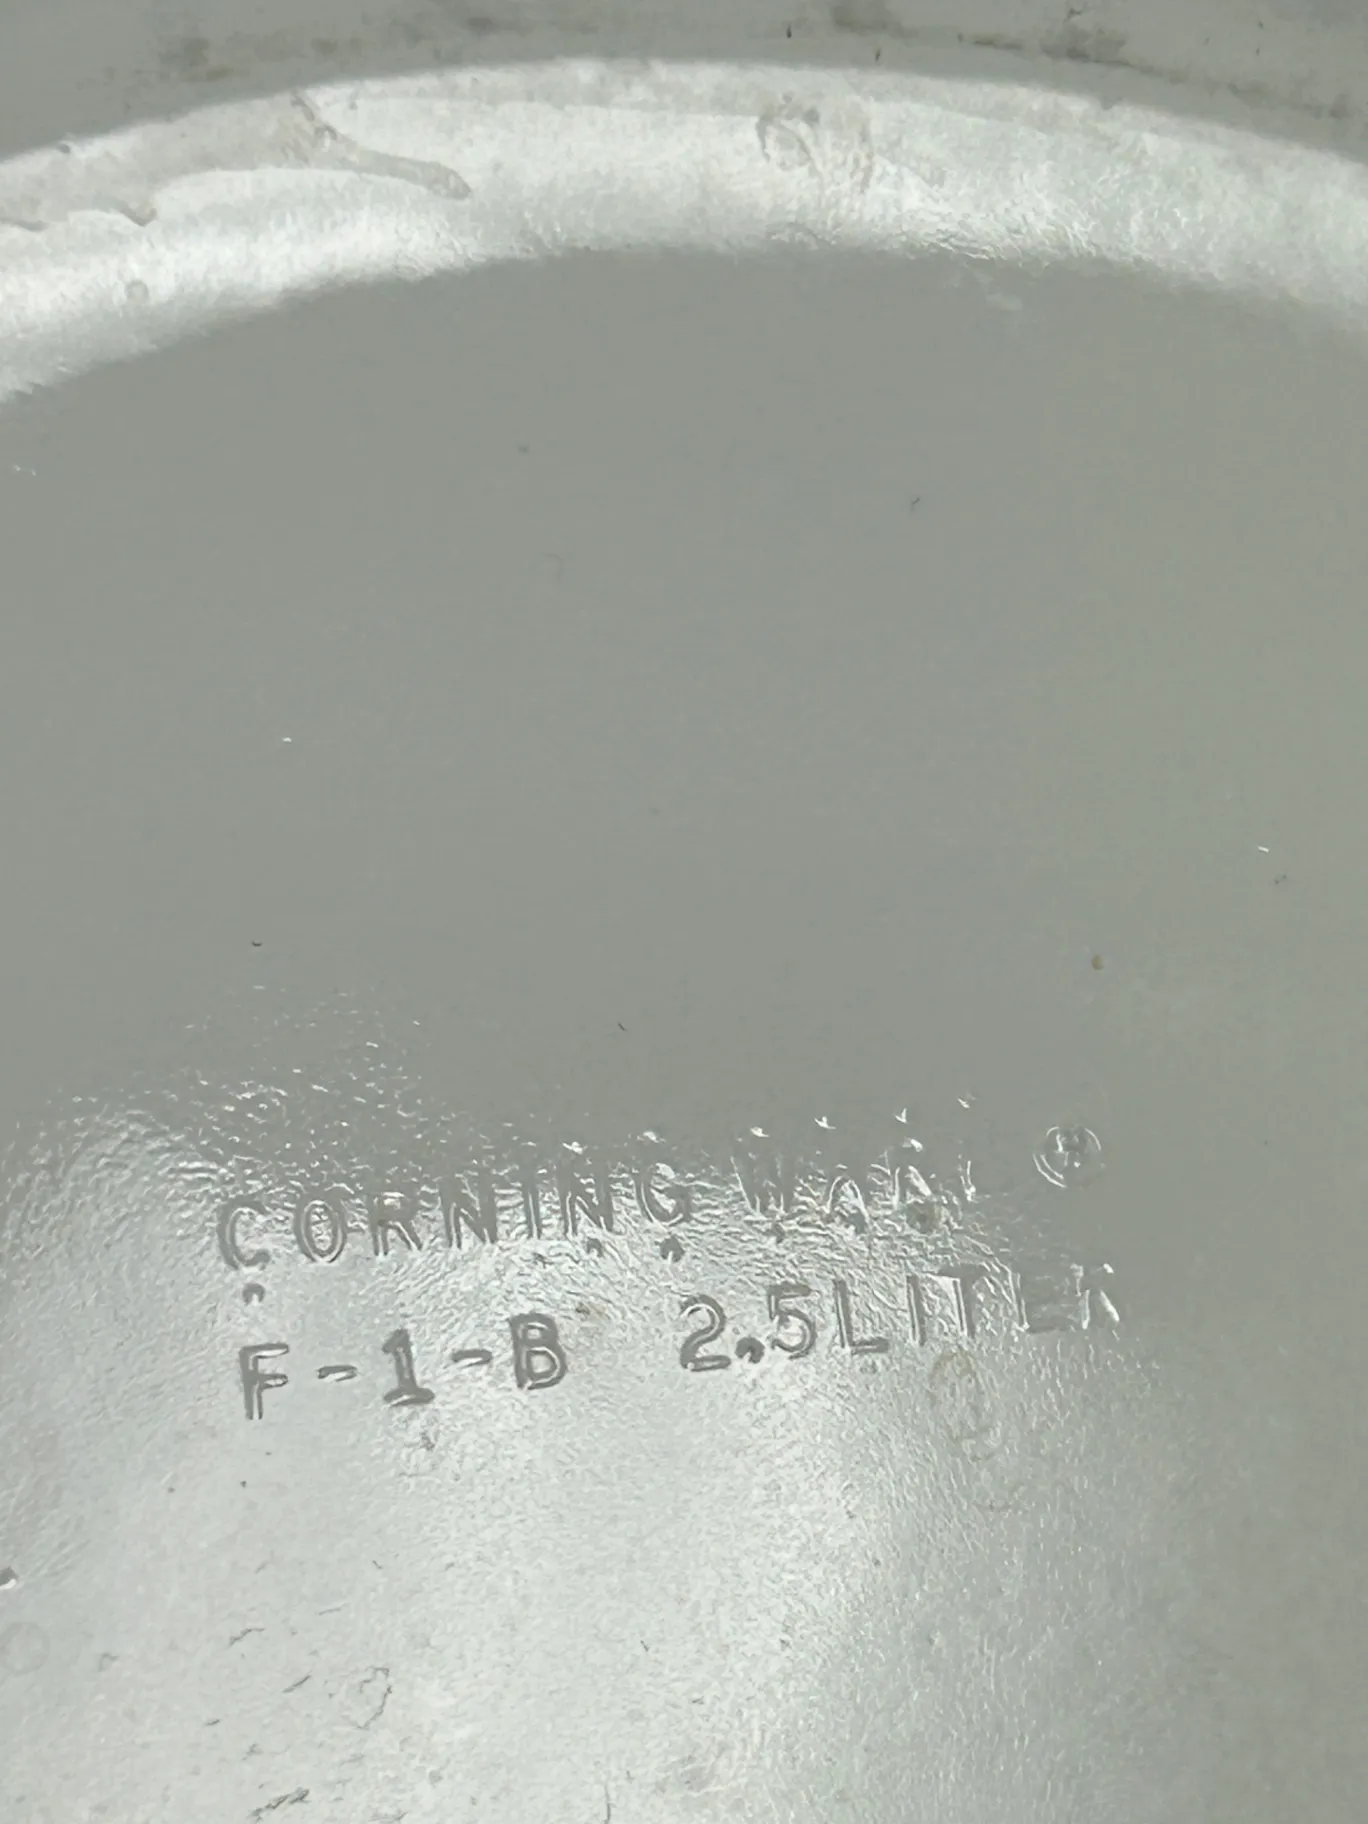 CORNING WARE ®
F-1-B 2.5LITER